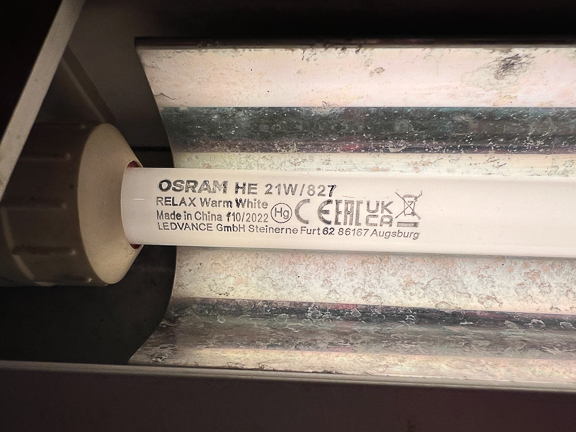 OSRAM HE 21W/827
RELAX Warm White
Made in China f10/2022 Hg CE EAC UKCA
LEDVANCE GmbH Steinerne Furt 62 86167 Augsburg